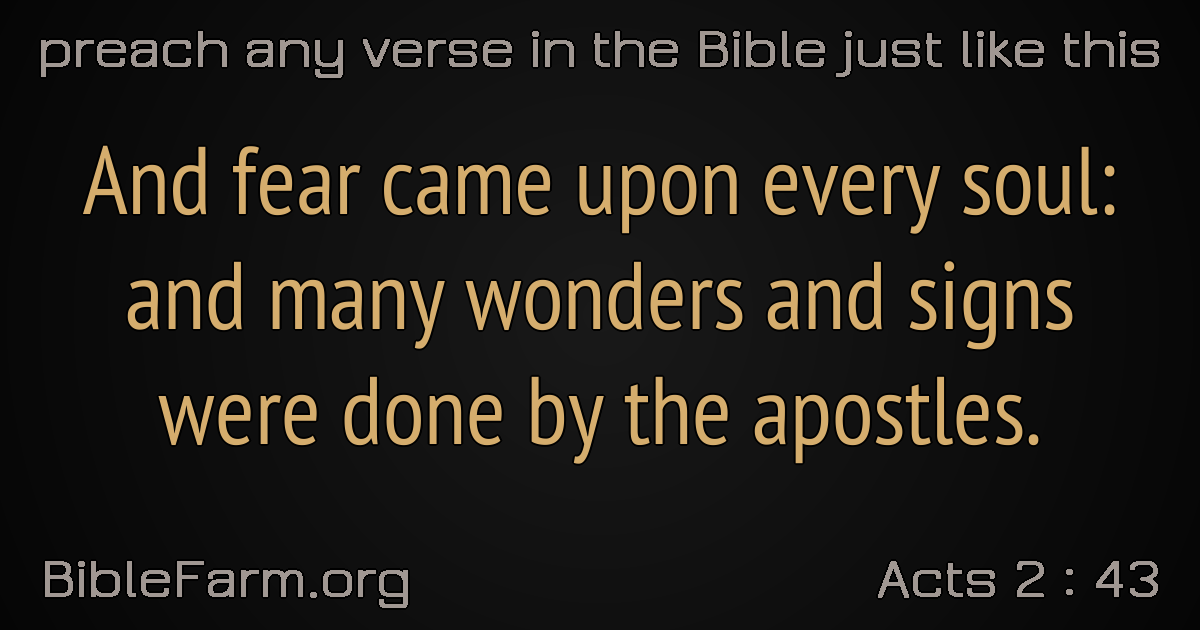 preach any verse in the Bible just like this
And fear came upon every soul:
and many wonders and signs
were done by the apostles.
BibleFarm.org
Acts 2 : 43